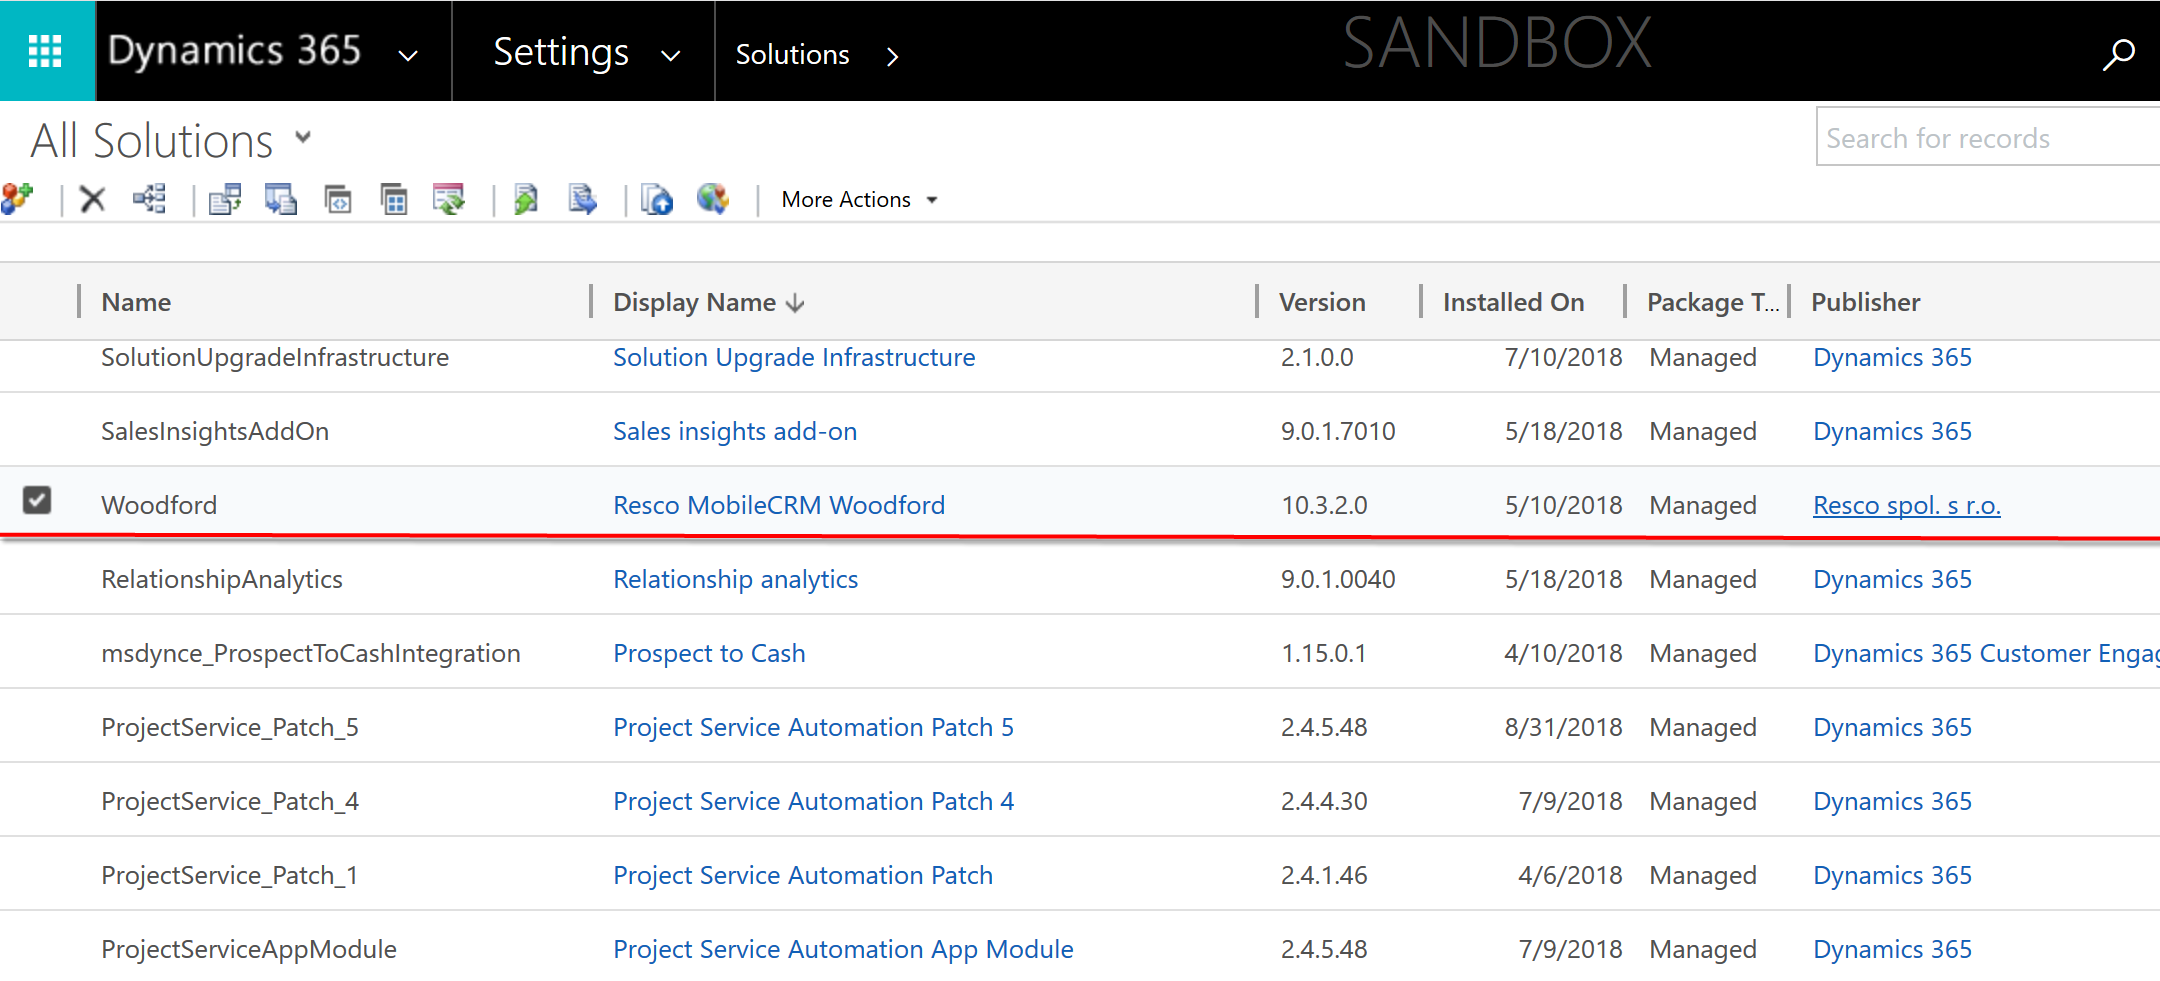 Dynamics 365 Settings Solutions SANDBOX
All Solutions
Search for records
More Actions
Name Display Name Version Installed On Package T... Publisher
SolutionUpgradeInfrastructure Solution Upgrade Infrastructure 2.1.0.0 7/10/2018 Managed Dynamics 365
SalesInsightsAddOn Sales insights add-on 9.0.1.7010 5/18/2018 Managed Dynamics 365
Woodford Resco MobileCRM Woodford 10.3.2.0 5/10/2018 Managed Resco spol. s r.o.
RelationshipAnalytics Relationship analytics 9.0.1.0040 5/18/2018 Managed Dynamics 365
msdynce_ProspectToCashIntegration Prospect to Cash 1.15.0.1 4/10/2018 Managed Dynamics 365 Customer Engag
ProjectService_Patch_5 Project Service Automation Patch 5 2.4.5.48 8/31/2018 Managed Dynamics 365
ProjectService_Patch_4 Project Service Automation Patch 4 2.4.4.30 7/9/2018 Managed Dynamics 365
ProjectService_Patch_1 Project Service Automation Patch 2.4.1.46 4/6/2018 Managed Dynamics 365
ProjectServiceAppModule Project Service Automation App Module 2.4.5.48 7/9/2018 Managed Dynamics 365